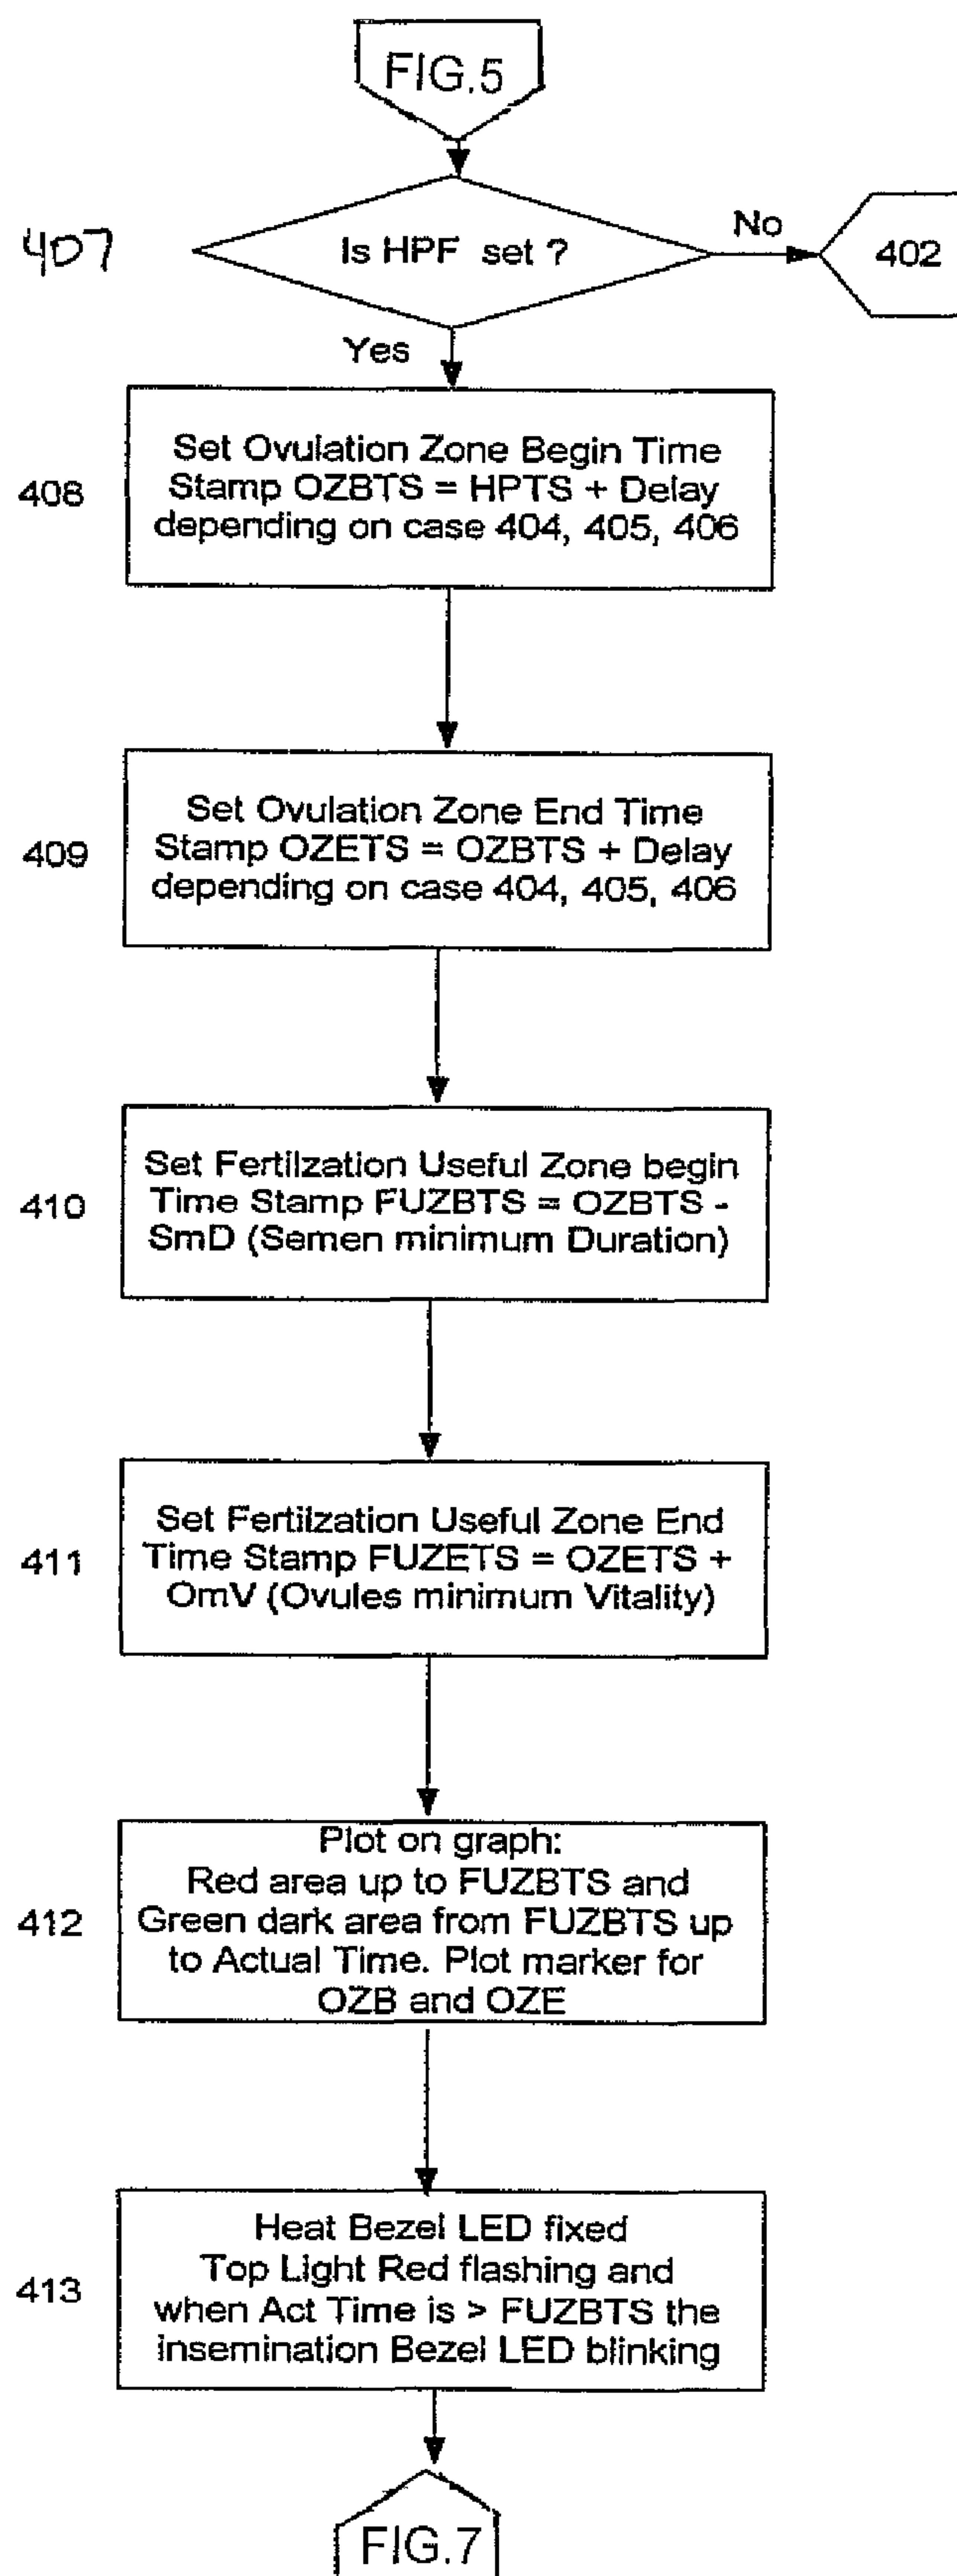 FIG.5
407
Is HPF set ?
No
402
Yes
408
Set Ovulation Zone Begin Time
Stamp OZBTS = HPTS + Delay
depending on case 404, 405, 406
409
Set Ovulation Zone End Time
Stamp OZETS = OZBTS + Delay
depending on case 404, 405, 406
410
Set Fertilzation Useful Zone begin
Time Stamp FUZBTS = OZBTS -
SmD (Semen minimum Duration)
411
Set Fertilzation Useful Zone End
Time Stamp FUZETS = OZETS +
OmV (Ovules minimum Vitality)
412
Plot on graph:
Red area up to FUZBTS and
Green dark area from FUZBTS up
to Actual Time. Plot marker for
OZB and OZE
413
Heat Bezel LED fixed
Top Light Red flashing and
when Act Time is > FUZBTS the
insemination Bezel LED blinking
FIG.7